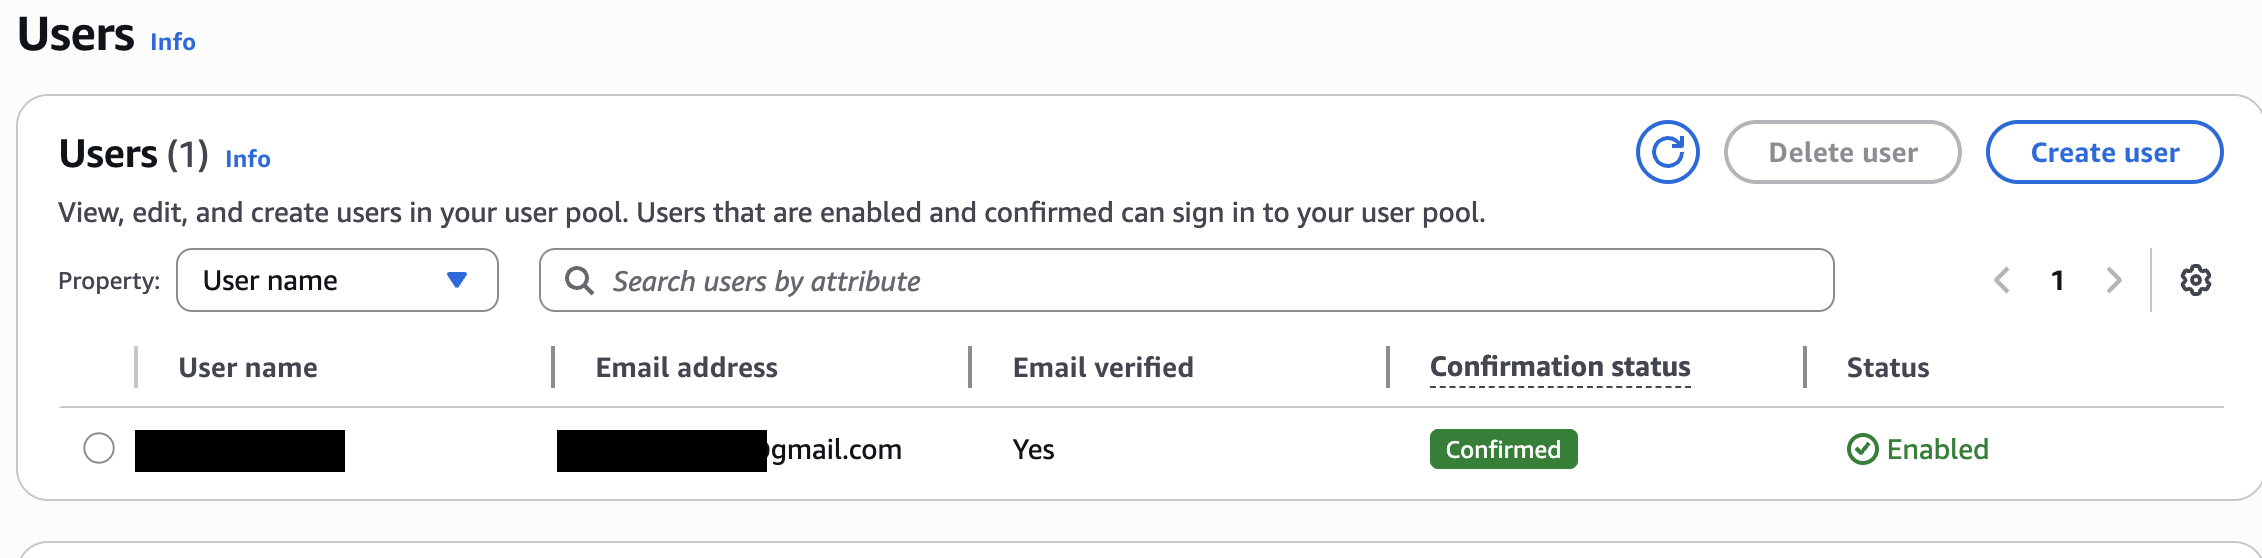 Users Info
Users (1) Info
Delete user
Create user
View, edit, and create users in your user pool. Users that are enabled and confirmed can sign in to your user pool.
Property: User name Search users by attribute 1
User name Email address Email verified Confirmation status Status
gmail.com Yes Confirmed Enabled